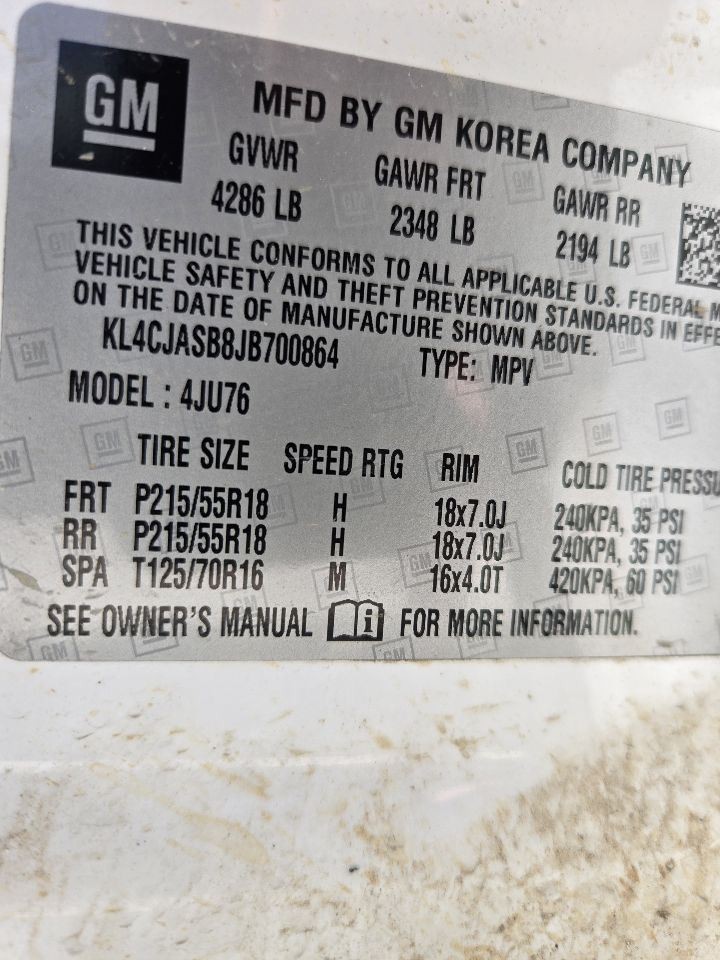 GM
MFD BY GM KOREA COMPANY
GVWR GAWR FRT GAWR RR
4286 LB 2348 LB 2194 LB
THIS VEHICLE CONFORMS TO ALL APPLICABLE U.S. FEDERAL M
VEHICLE SAFETY AND THEFT PREVENTION STANDARDS IN EFFE
ON THE DATE OF MANUFACTURE SHOWN ABOVE.
KL4CJASB8JB700864 TYPE: MPV
MODEL : 4JU76
TIRE SIZE SPEED RTG RIM COLD TIRE PRESSU
FRT P215/55R18 H 18x7.0J 240KPA, 35 PSI
RR P215/55R18 H 18x7.0J 240KPA, 35 PSI
SPA T125/70R16 M 16x4.0T 420KPA, 60 PSI
SEE OWNER'S MANUAL i FOR MORE INFORMATION.